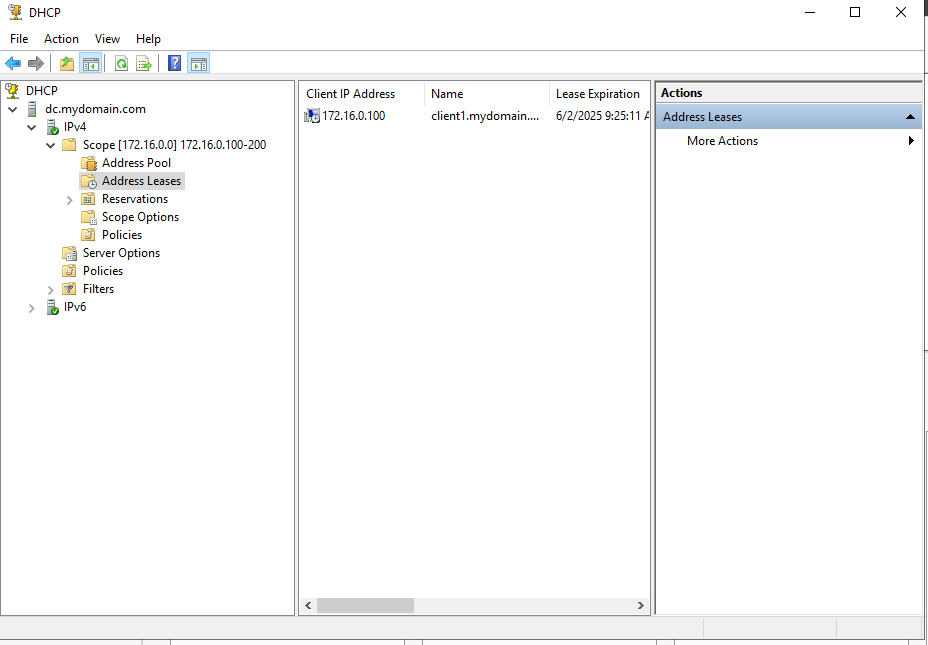 DHCP
File Action View Help
DHCP
dc.mydomain.com
IPv4
Scope [172.16.0.0] 172.16.0.100-200
Address Pool
Address Leases
Reservations
Scope Options
Policies
Server Options
Policies
Filters
IPv6
Client IP Address Name Lease Expiration
172.16.0.100 client1.mydomain.... 6/2/2025 9:25:11 A
Actions
Address Leases
More Actions